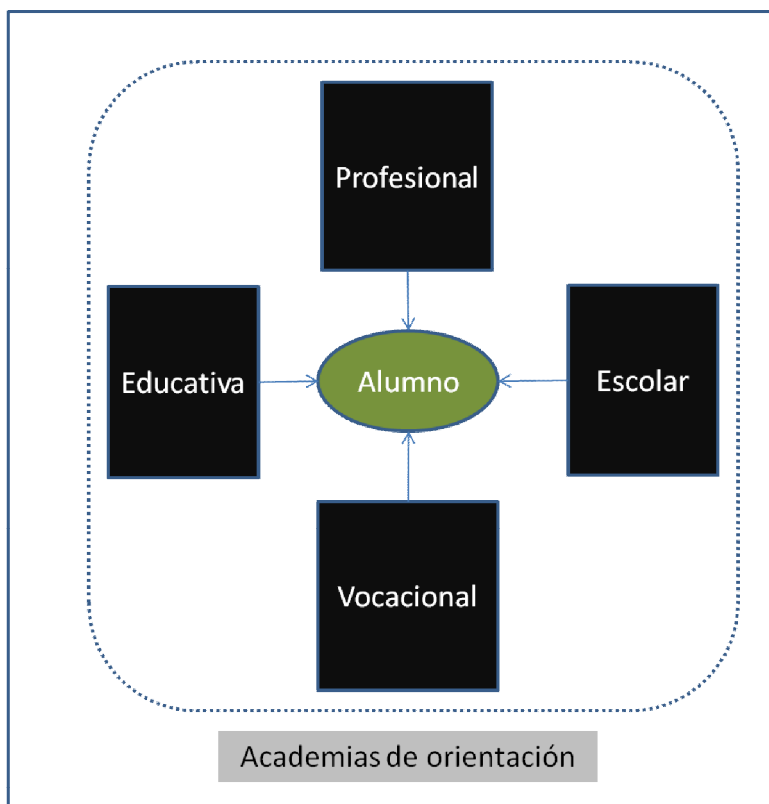 Profesional
Educativa
Alumno
Escolar
Vocacional
Academias de orientación